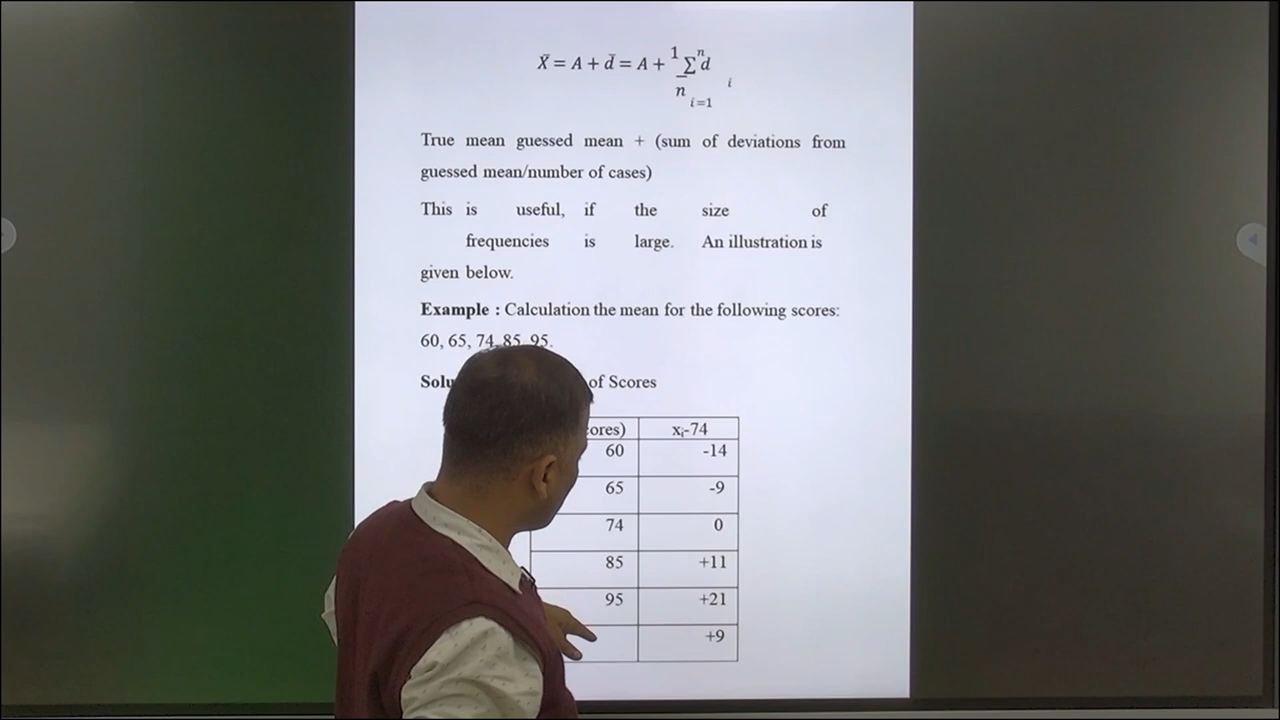 X̄ = A + d̄ = A + 1/n ∑ⁿᵢ₌₁ dᵢ
True mean guessed mean + (sum of deviations from
guessed mean/number of cases)
This is useful, if the size of
frequencies is large. An illustration is
given below.
Example : Calculation the mean for the following scores:
60, 65, 74, 85, 95.
of Scores
xᵢ-74
60 -14
65 -9
74 0
85 +11
95 +21
+9